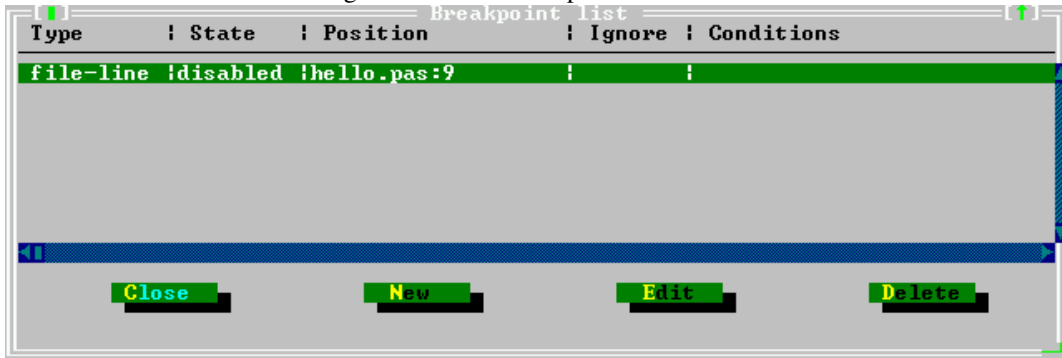 Breakpoint list
Type | State | Position | Ignore | Conditions
file-line |disabled |hello.pas:9 | |
Close New Edit Delete